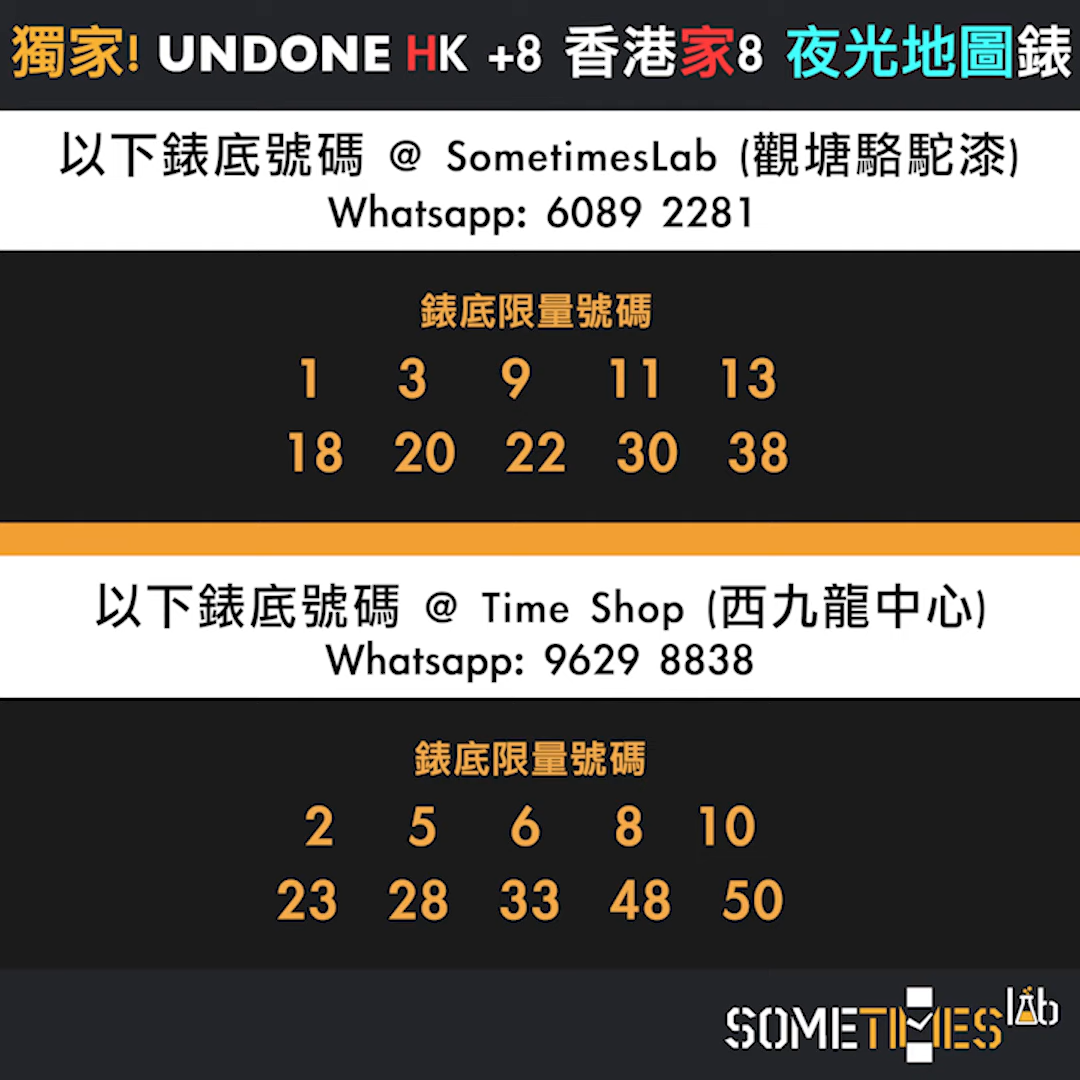 獨家! UNDONE HK +8 香港家8 夜光地圖錶
以下錶底號碼 @ SometimesLab (觀塘駱駝漆)
Whatsapp: 6089 2281
錶底限量號碼
1 3 9 11 13
18 20 22 30 38
以下錶底號碼 @ Time Shop (西九龍中心)
Whatsapp: 9629 8838
錶底限量號碼
2 5 6 8 10
23 28 33 48 50
SOMETIMES lab